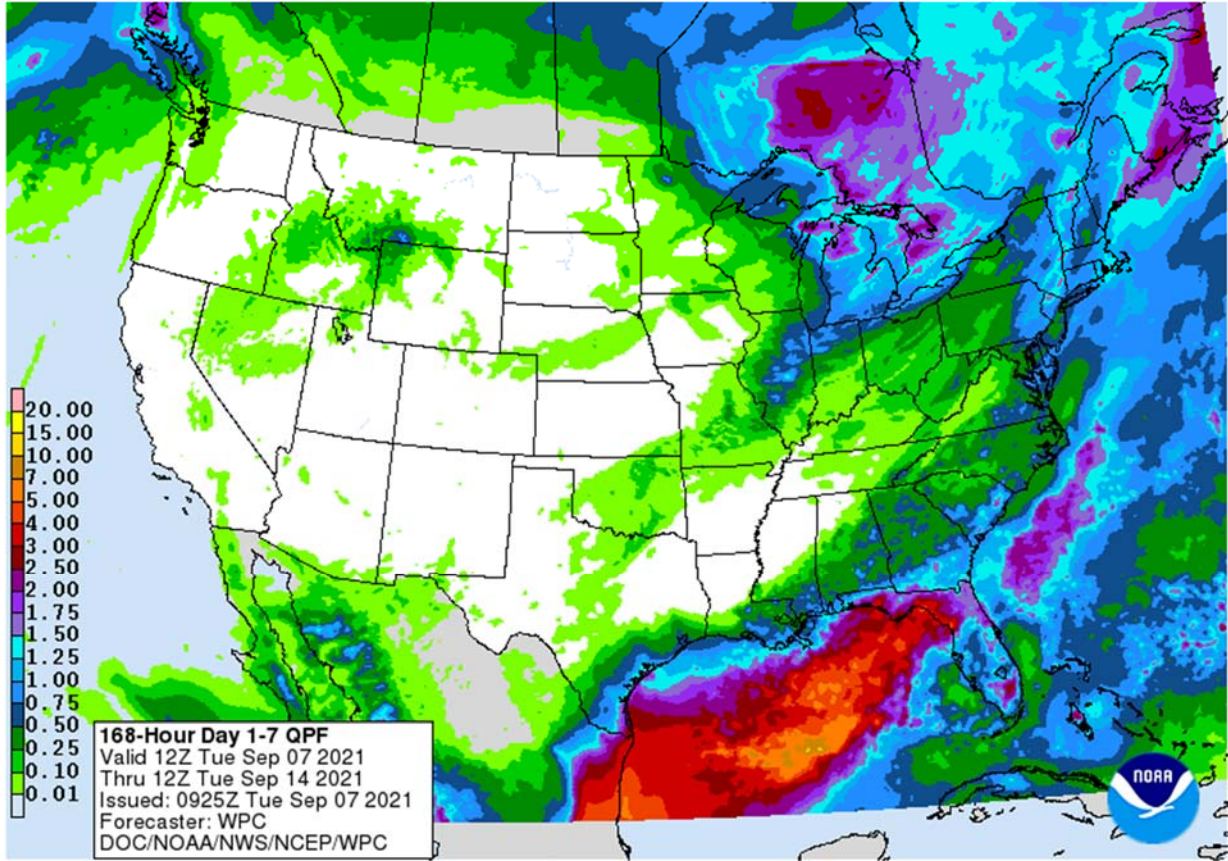 20.00
15.00
10.00
7.00
5.00
4.00
3.00
2.50
2.00
1.75
1.50
1.25
1.00
0.75
0.50
0.25
0.10
0.01
168-Hour Day 1-7 QPF
Valid 12Z Tue Sep 07 2021
Thru 12Z Tue Sep 14 2021
Issued: 0925Z Tue Sep 07 2021
Forecaster: WPC
DOC/NOAA/NWS/NCEP/WPC
NOAA